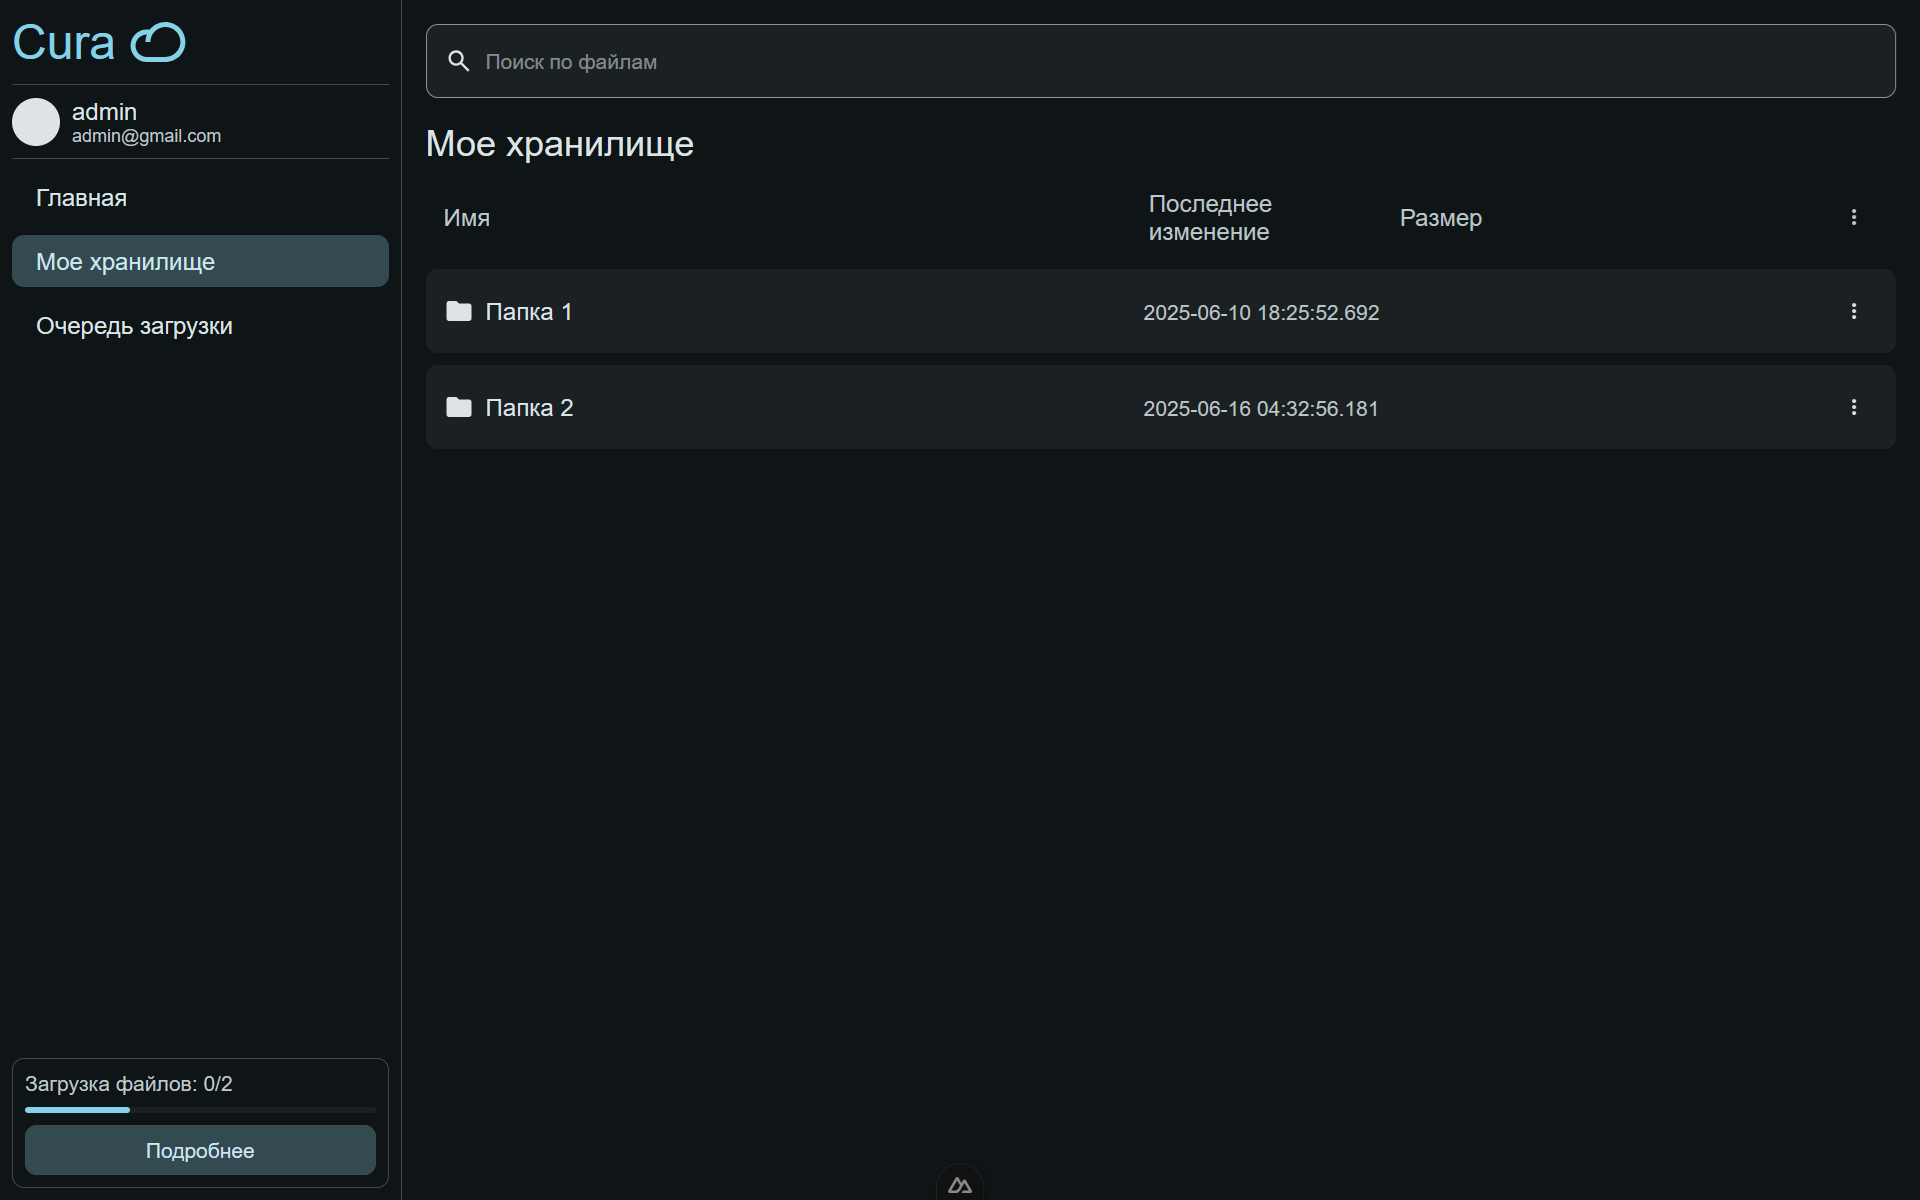 Cura
admin
admin@gmail.com
Главная
Мое хранилище
Очередь загрузки
Загрузка файлов: 0/2
Подробнее
Поиск по файлам
Мое хранилище
Имя
Последнее
изменение
Размер
Папка 1
2025-06-10 18:25:52.692
Папка 2
2025-06-16 04:32:56.181